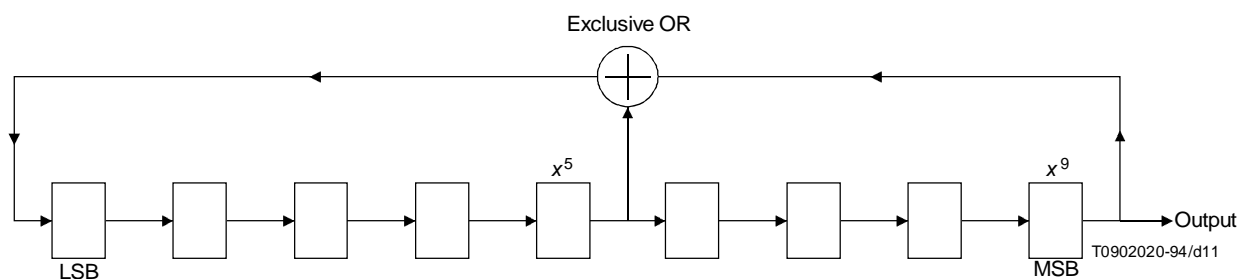 Exclusive OR
x⁵
x⁹
Output
T0902020-94/d11
LSB
MSB